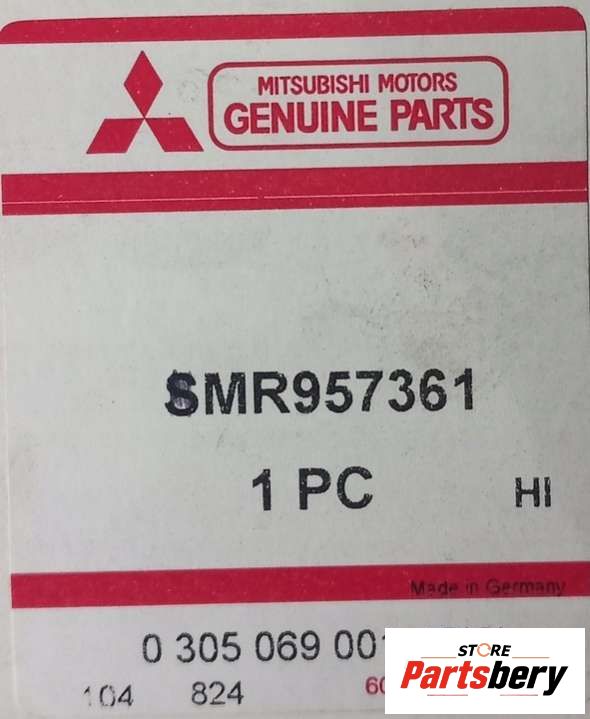 MITSUBISHI MOTORS
GENUINE PARTS
SMR957361
1 PC HI
Made in Germany
0 305 069 001
104 824 60
STORE
Partsbery